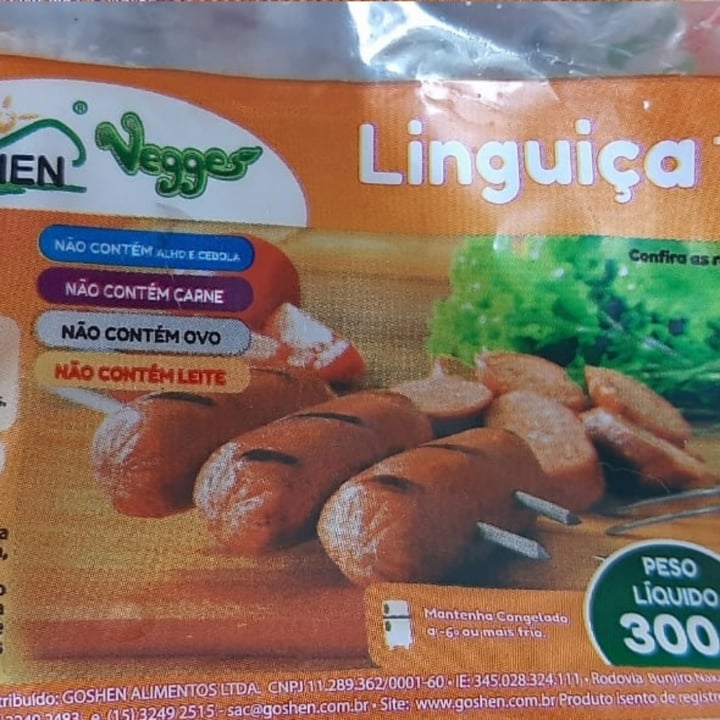 HEN ® Vegges
Linguiça
NÃO CONTÉM ALHO E CEBOLA
NÃO CONTÉM CARNE
NÃO CONTÉM OVO
NÃO CONTÉM LEITE
Confira as
Mantenha Congelado
a -6º ou mais frio.
PESO
LÍQUIDO
300
tribuído: GOSHEN ALIMENTOS LTDA. CNPJ 11.289.362/0001-60 • IE: 345.028.324.111, • Rodovia Bunjiro
(15) 3249 2515 - sac@goshen.com.br • Site: www.goshen.com.br Produto isento de registr